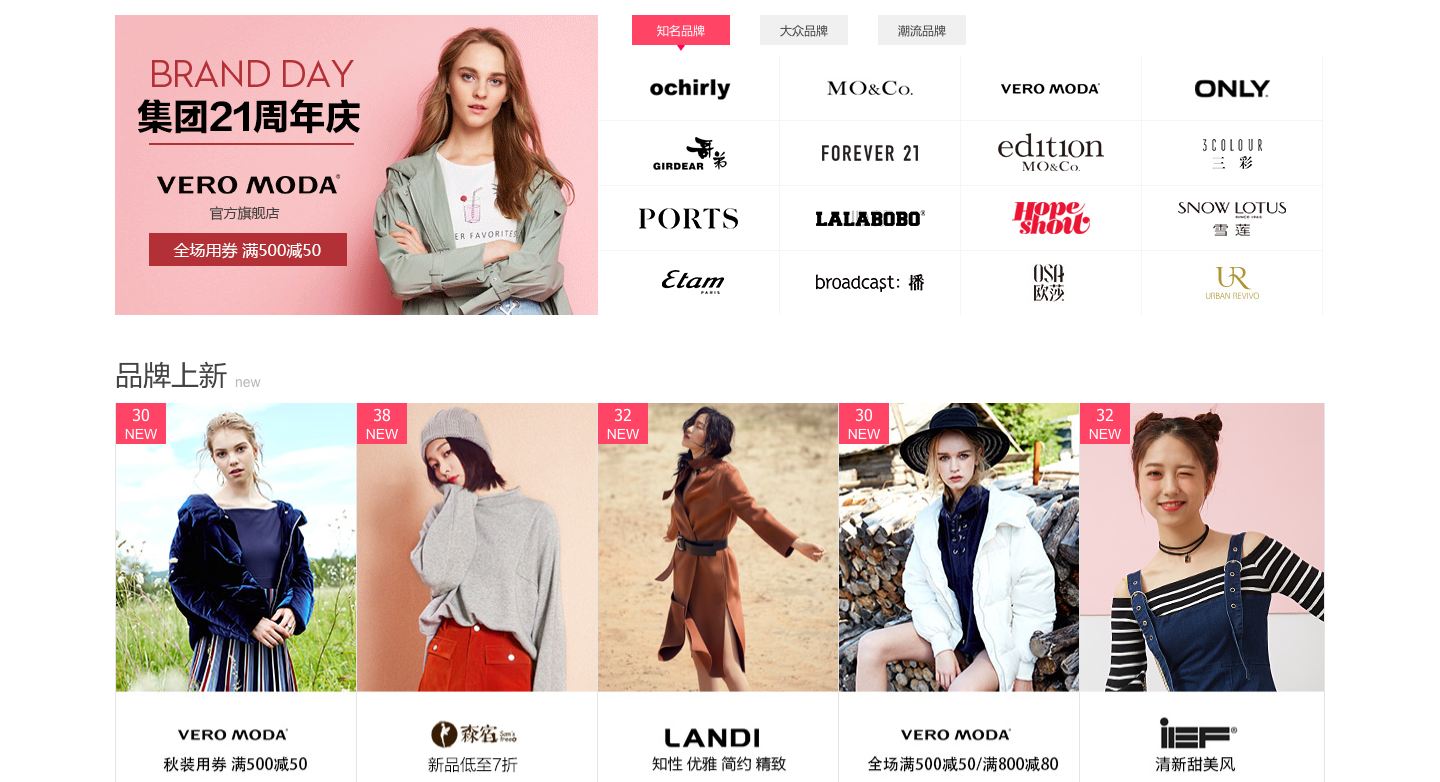 BRAND DAY
集团21周年庆
VERO MODA®
官方旗舰店
全场用券 满500减50
知名品牌
大众品牌
潮流品牌
ochirly
MO&Co.
VERO MODA®
ONLY
哥弟
GIRDEAR
FOREVER 21
edition
MO&Co.
3COLOUR
三彩
PORTS
LALABOBO®
Hope
show
SNOW LOTUS
SINCE 1963
雪莲
Etam
PARIS
broadcast: 播
OSA
欧莎
UR
URBAN REVIVO
ER FAVORITES
品牌上新 new
30
NEW
38
NEW
32
NEW
30
NEW
32
NEW
VERO MODA®
秋装用券 满500减50
森宿
新品低至7折
LANDI
知性 优雅 简约 精致
VERO MODA®
全场满500减50/满800减80
iEF®
清新甜美风